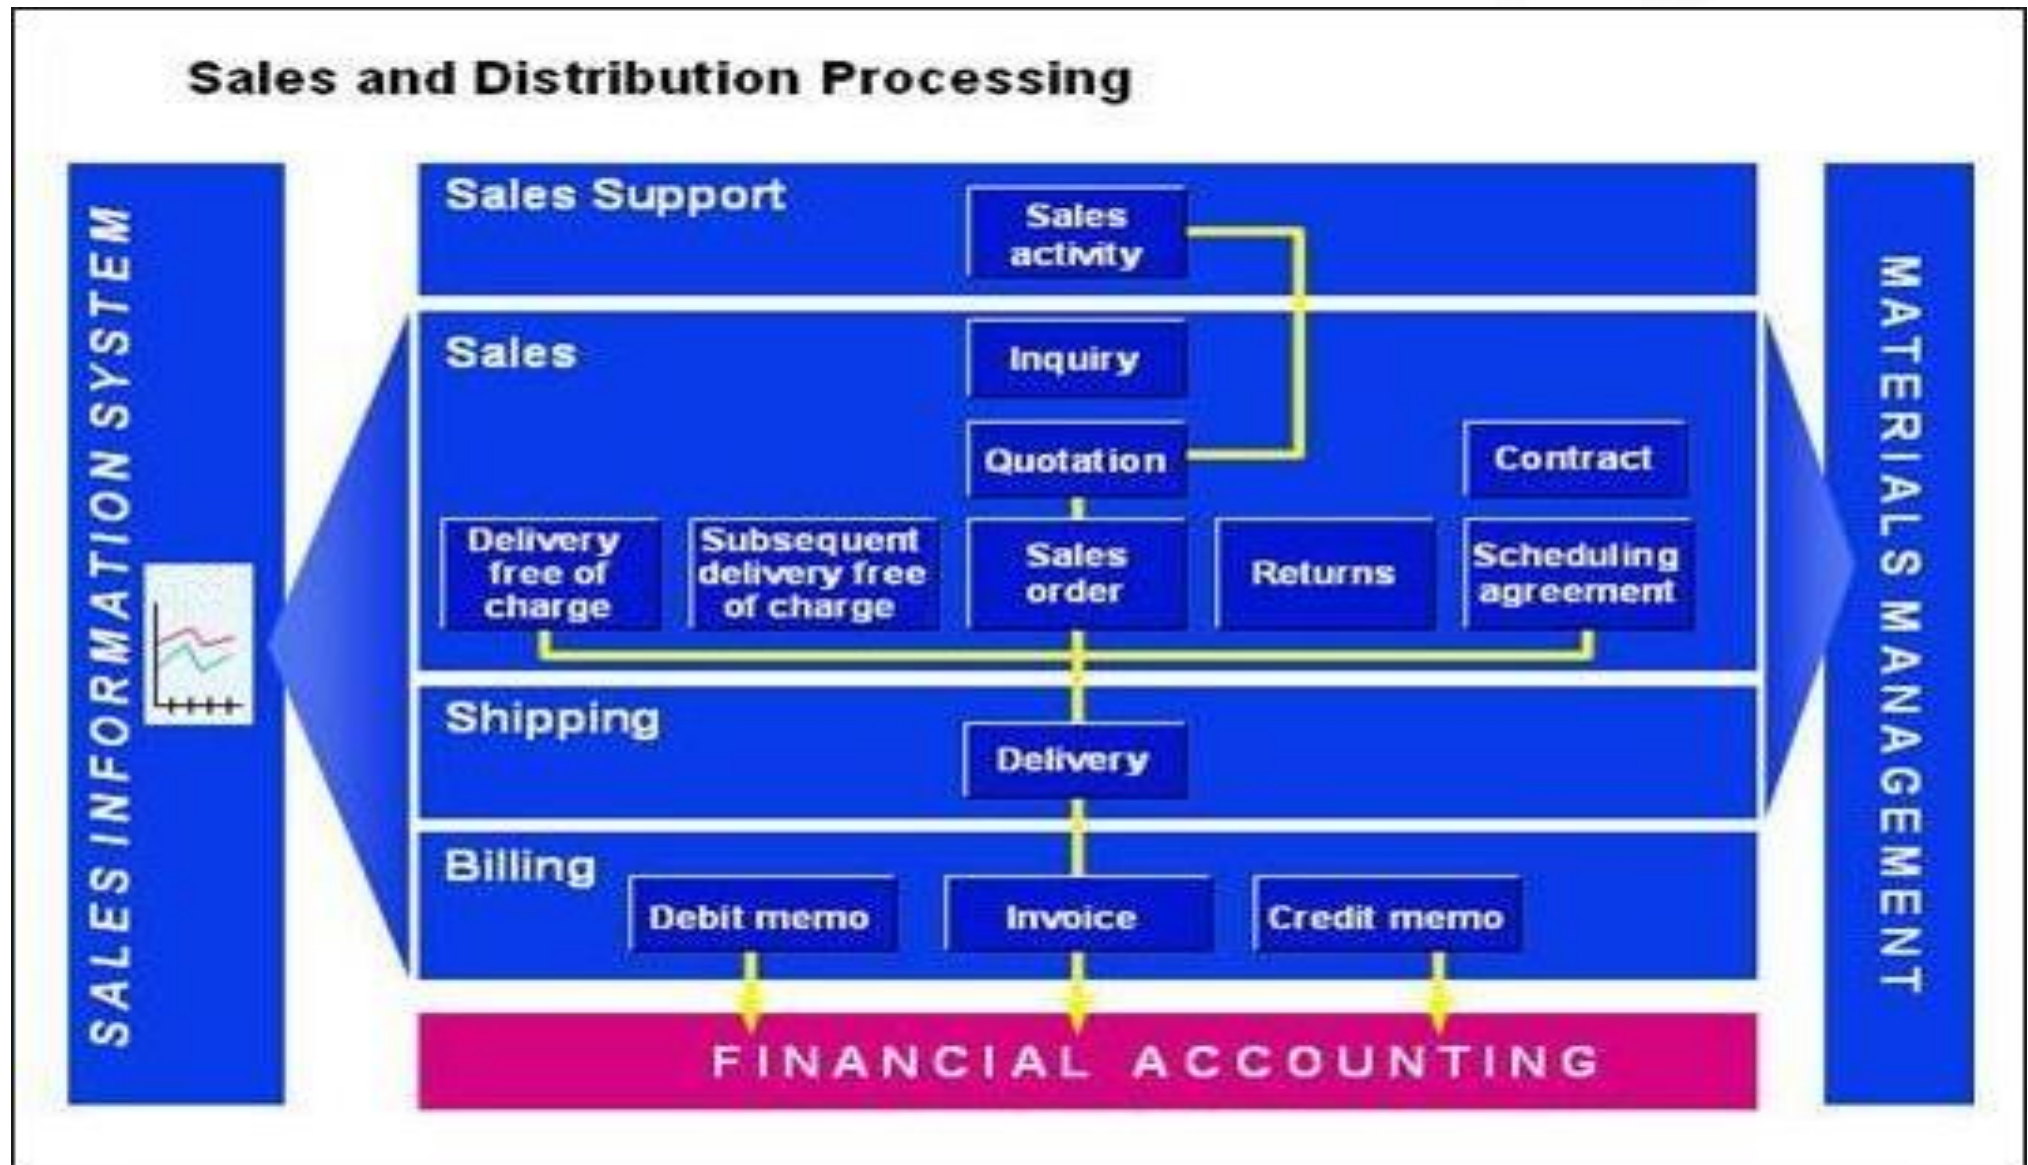 Sales and Distribution Processing
SALES INFORMATION SYSTEM
Sales Support
Sales
activity
Sales
Inquiry
Quotation
Contract
Delivery
free of
charge
Subsequent
delivery free
of charge
Sales
order
Returns
Scheduling
agreement
Shipping
Delivery
Billing
Debit memo
Invoice
Credit memo
FINANCIAL ACCOUNTING
MATERIALS MANAGEMENT